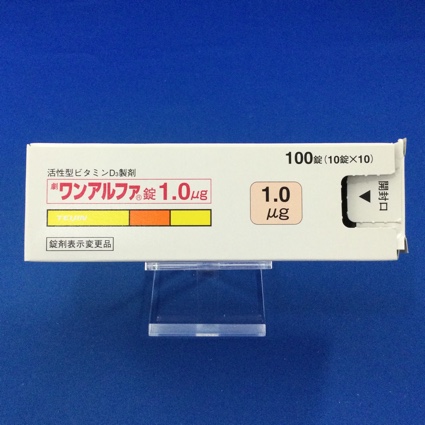 活性型ビタミンD₃製剤
100錠(10錠×10)
劇 ワンアルファ®錠 1.0μg
1.0
μg
開封口
錠剤表示変更品